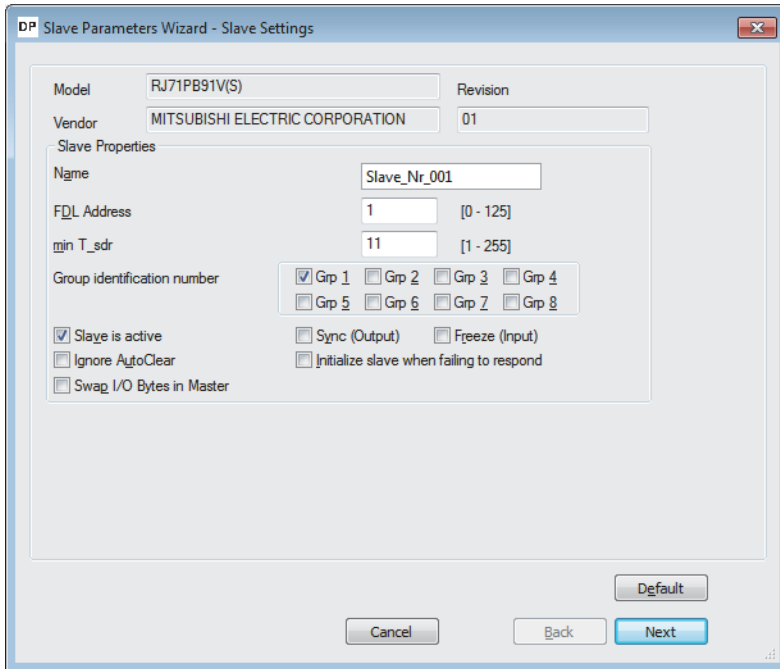 DP Slave Parameters Wizard - Slave Settings
Model RJ71PB91V(S) Revision
Vendor MITSUBISHI ELECTRIC CORPORATION 01
Slave Properties
Name Slave_Nr_001
FDL Address 1 [0 - 125]
min T_sdr 11 [1 - 255]
Group identification number Grp 1 Grp 2 Grp 3 Grp 4
Grp 5 Grp 6 Grp 7 Grp 8
Slave is active Sync (Output) Freeze (Input)
Ignore AutoClear Initialize slave when failing to respond
Swap I/O Bytes in Master
Default
Cancel Back Next